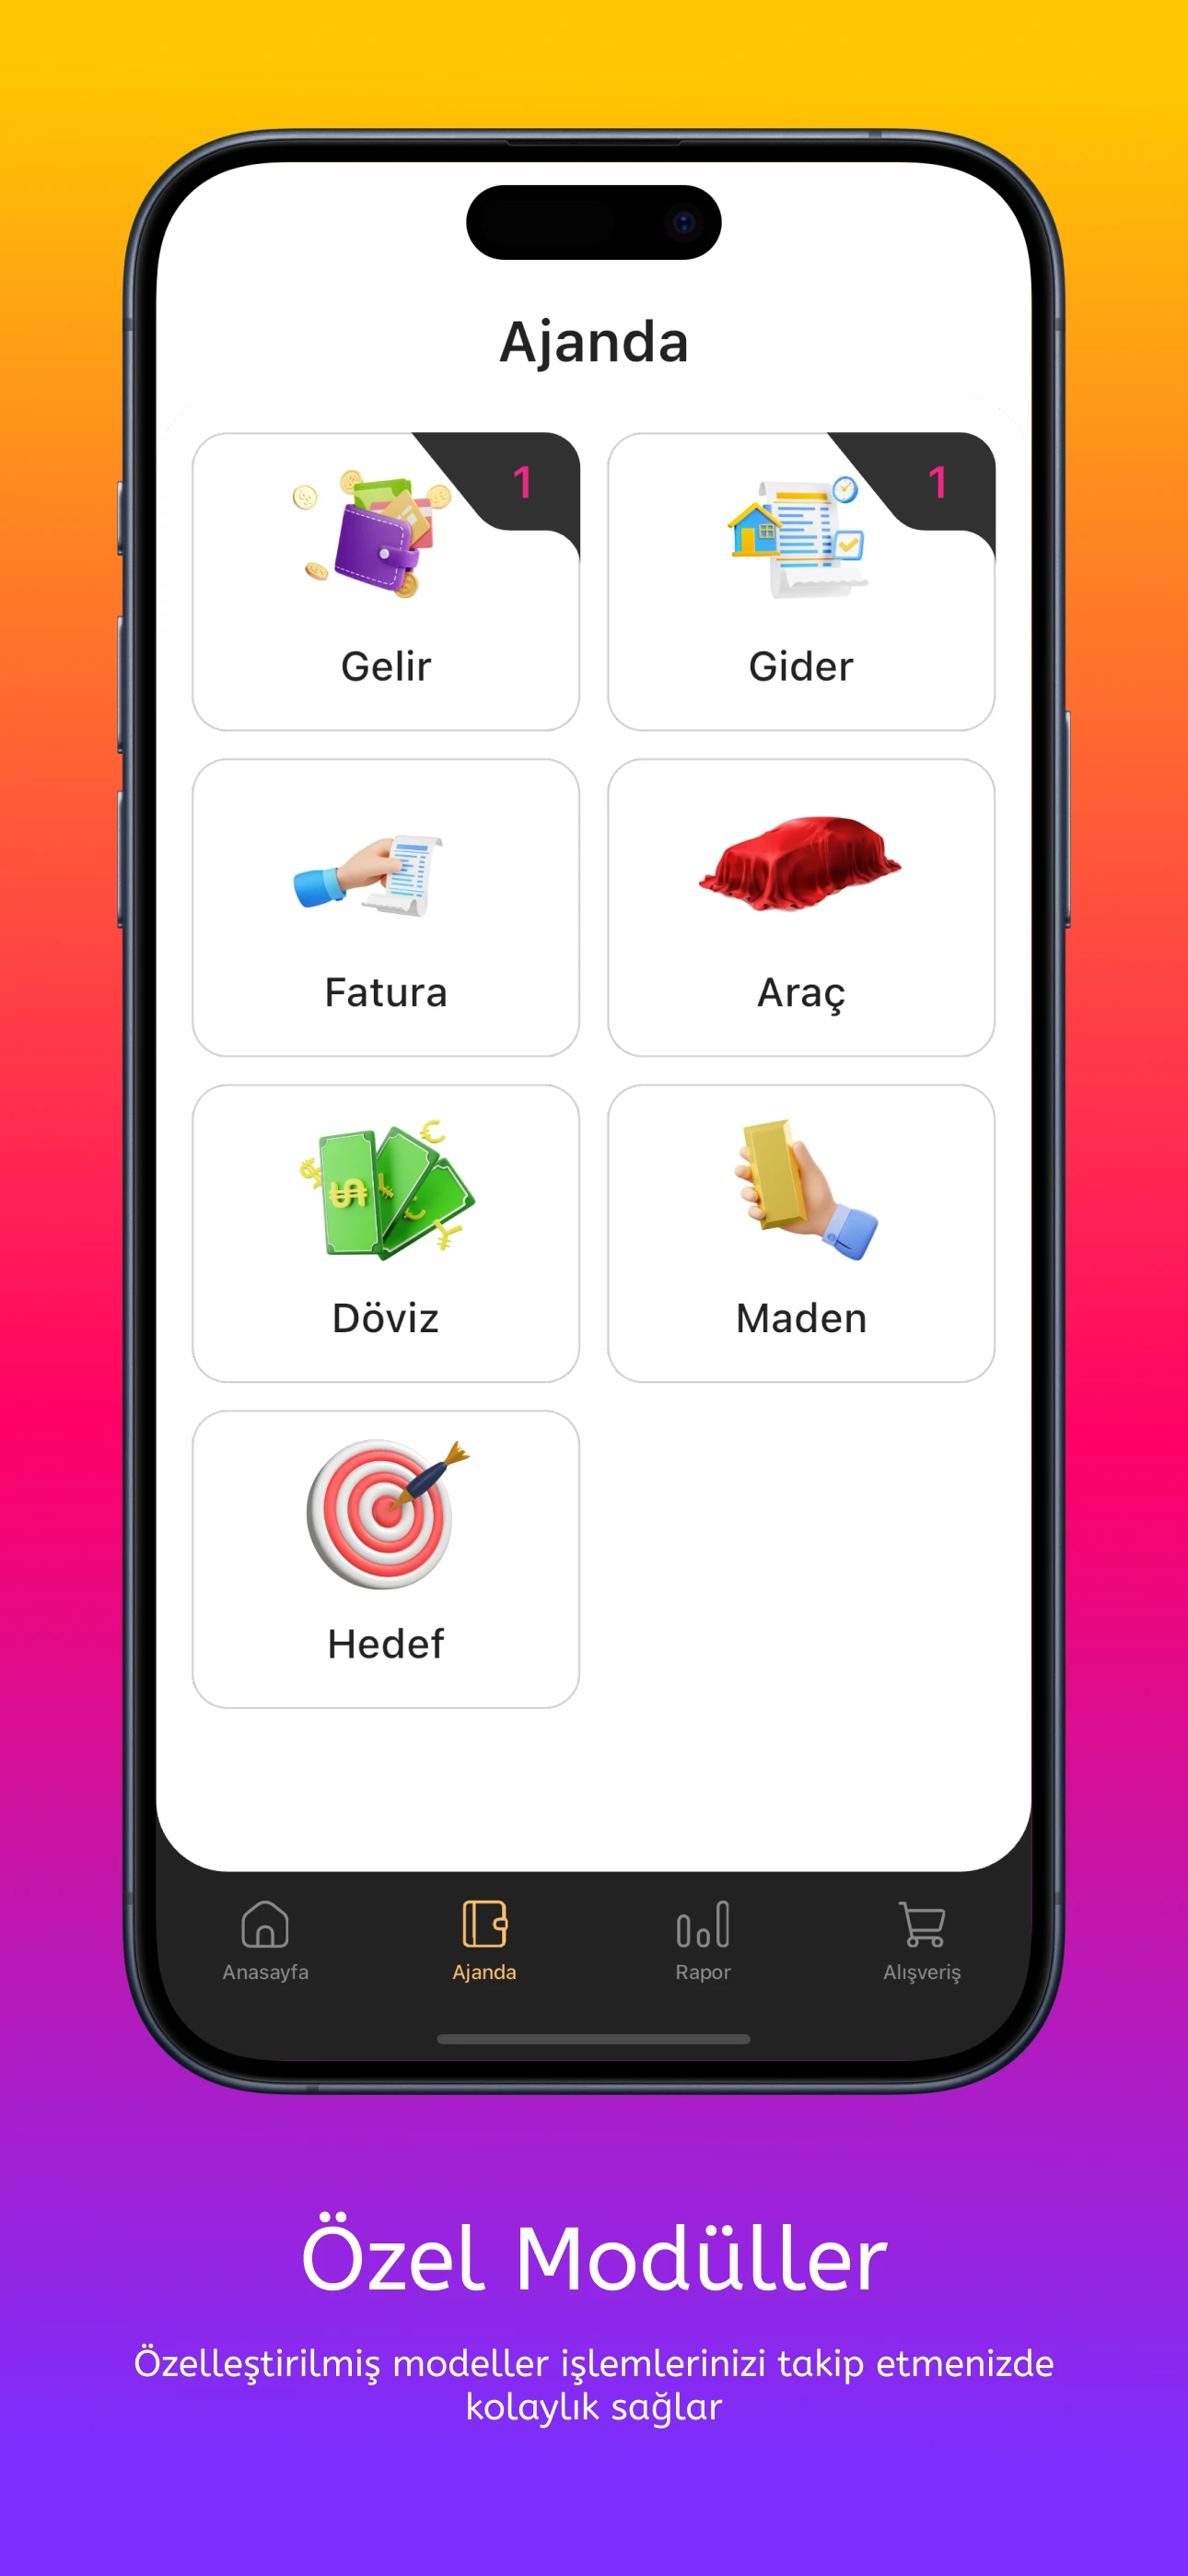 Ajanda
1
1
Gelir
Gider
Fatura
Araç
Döviz
Maden
Hedef
Anasayfa
Ajanda
Rapor
Alışveriş
Özel Modüller
Özelleştirilmiş modeller işlemlerinizi takip etmenizde
kolaylık sağlar